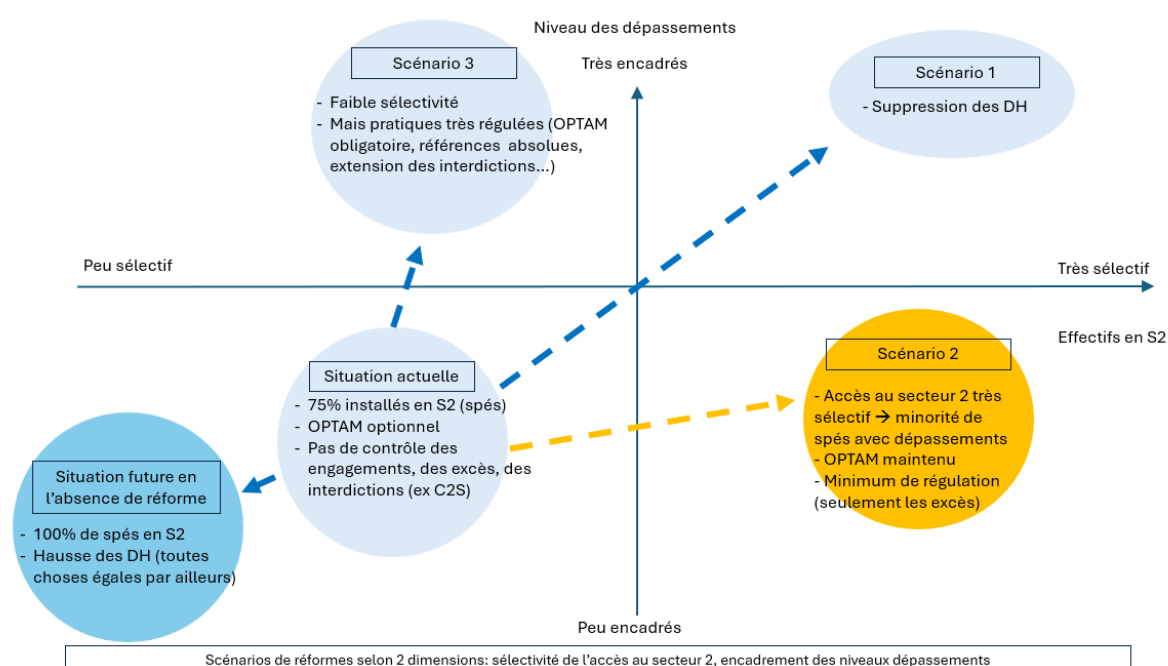 Niveau des dépassements
Très encadrés
Scénario 3
- Faible sélectivité
- Mais pratiques très régulées (OPTAM
obligatoire, références absolues,
extension des interdictions...)
Scénario 1
- Suppression des DH
Peu sélectif
Très sélectif
Effectifs en S2
Situation actuelle
- 75% installés en S2 (spés)
- OPTAM optionnel
- Pas de contrôle des
engagements, des excès, des
interdictions (ex C2S)
Scénario 2
- Accès au secteur 2 très
sélectif → minorité de
spés avec dépassements
- OPTAM maintenu
- Minimum de régulation
(seulement les excès)
Situation future en
l'absence de réforme
- 100% de spés en S2
- Hausse des DH (toutes
choses égales par ailleurs)
Peu encadrés
Scénarios de réformes selon 2 dimensions: sélectivité de l'accès au secteur 2, encadrement des niveaux dépassements